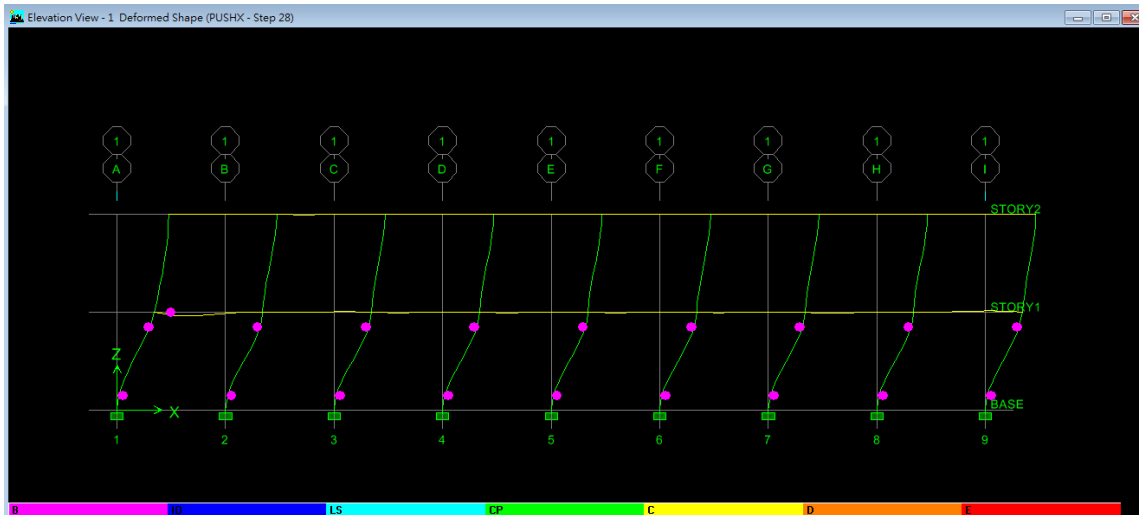 Elevation View - 1 Deformed Shape (PUSHX - Step 28)
1 1 1 1 1 1 1 1 1
A B C D E F G H I
STORY2
STORY1
Z
X
BASE
1 2 3 4 5 6 7 8 9
B IO LS CP C D E